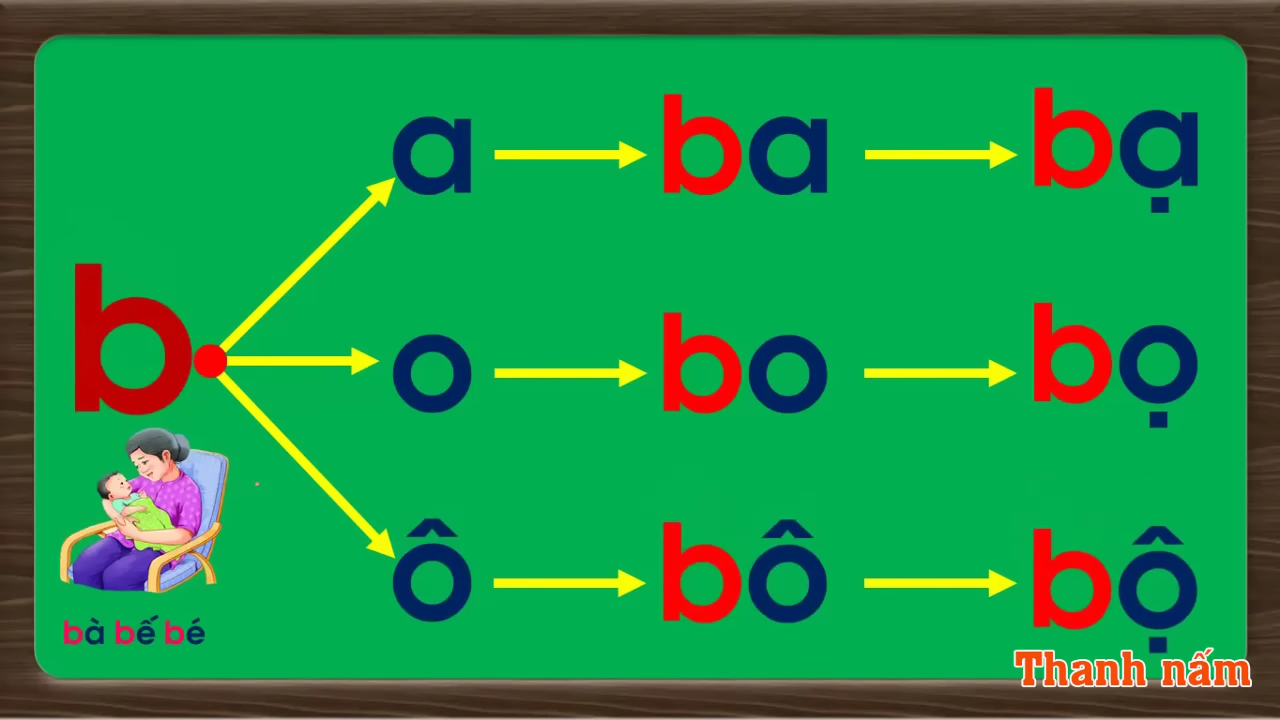 a ba bạ
b o bo bọ
ô bô bộ
bà bế bé
Thanh nấm